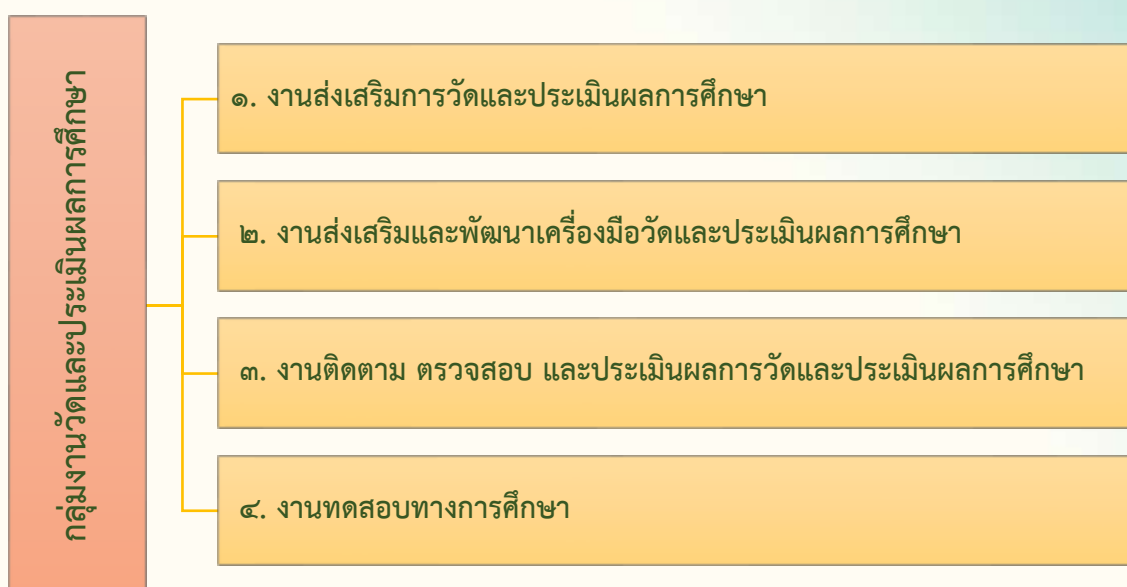 กลุ่มงานวัดและประเมินผลการศึกษา
๑. งานส่งเสริมการวัดและประเมินผลการศึกษา
๒. งานส่งเสริมและพัฒนาเครื่องมือวัดและประเมินผลการศึกษา
๓. งานติดตาม ตรวจสอบ และประเมินผลการวัดและประเมินผลการศึกษา
๔. งานทดสอบทางการศึกษา